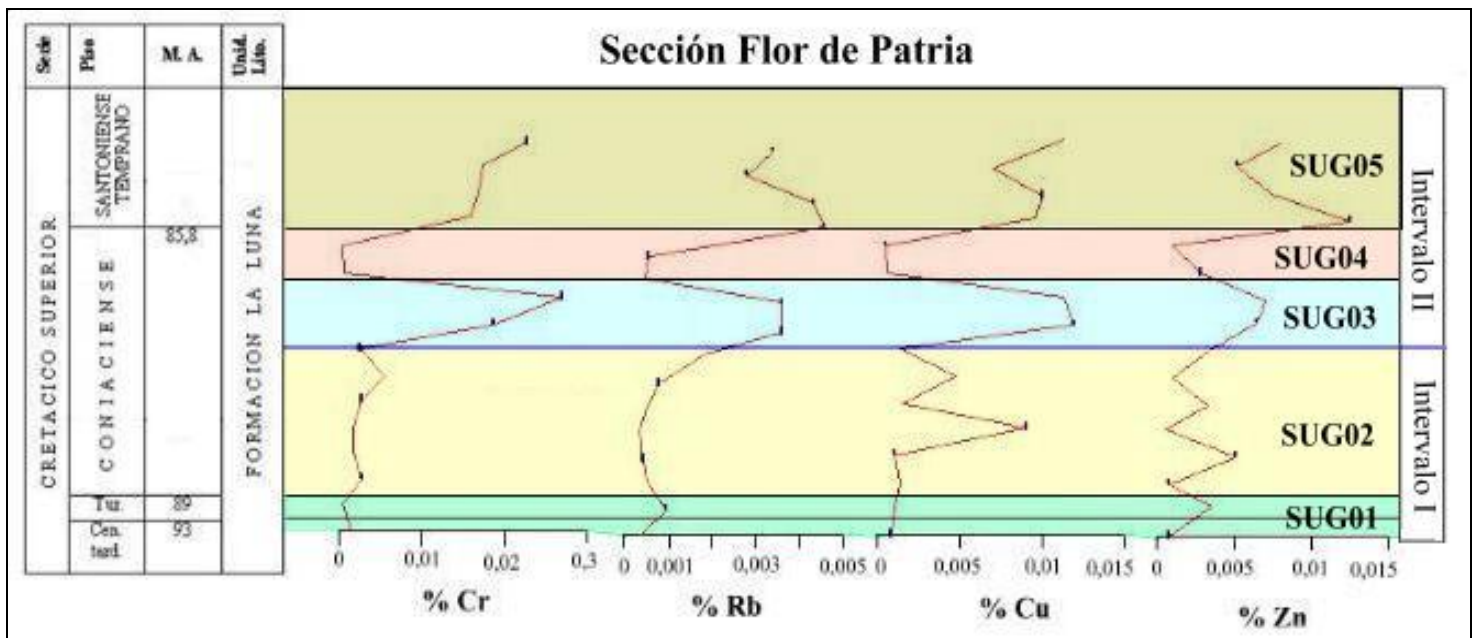 Sección Flor de Patria
Serie
Piso
M. A.
Unid. Lito.
CRETACICO SUPERIOR
SANTONIENSE TEMPRANO
CONIACIENSE
Tur.
Cen. tard.
85,8
89
93
FORMACION LA LUNA
SUG05
SUG04
SUG03
SUG02
SUG01
Intervalo II
Intervalo I
0 0,01 0,02 0,3
% Cr
0 0,001 0,003 0,005
% Rb
0 0,005 0,01 0,015
% Cu
0 0,005 0,01 0,015
% Zn